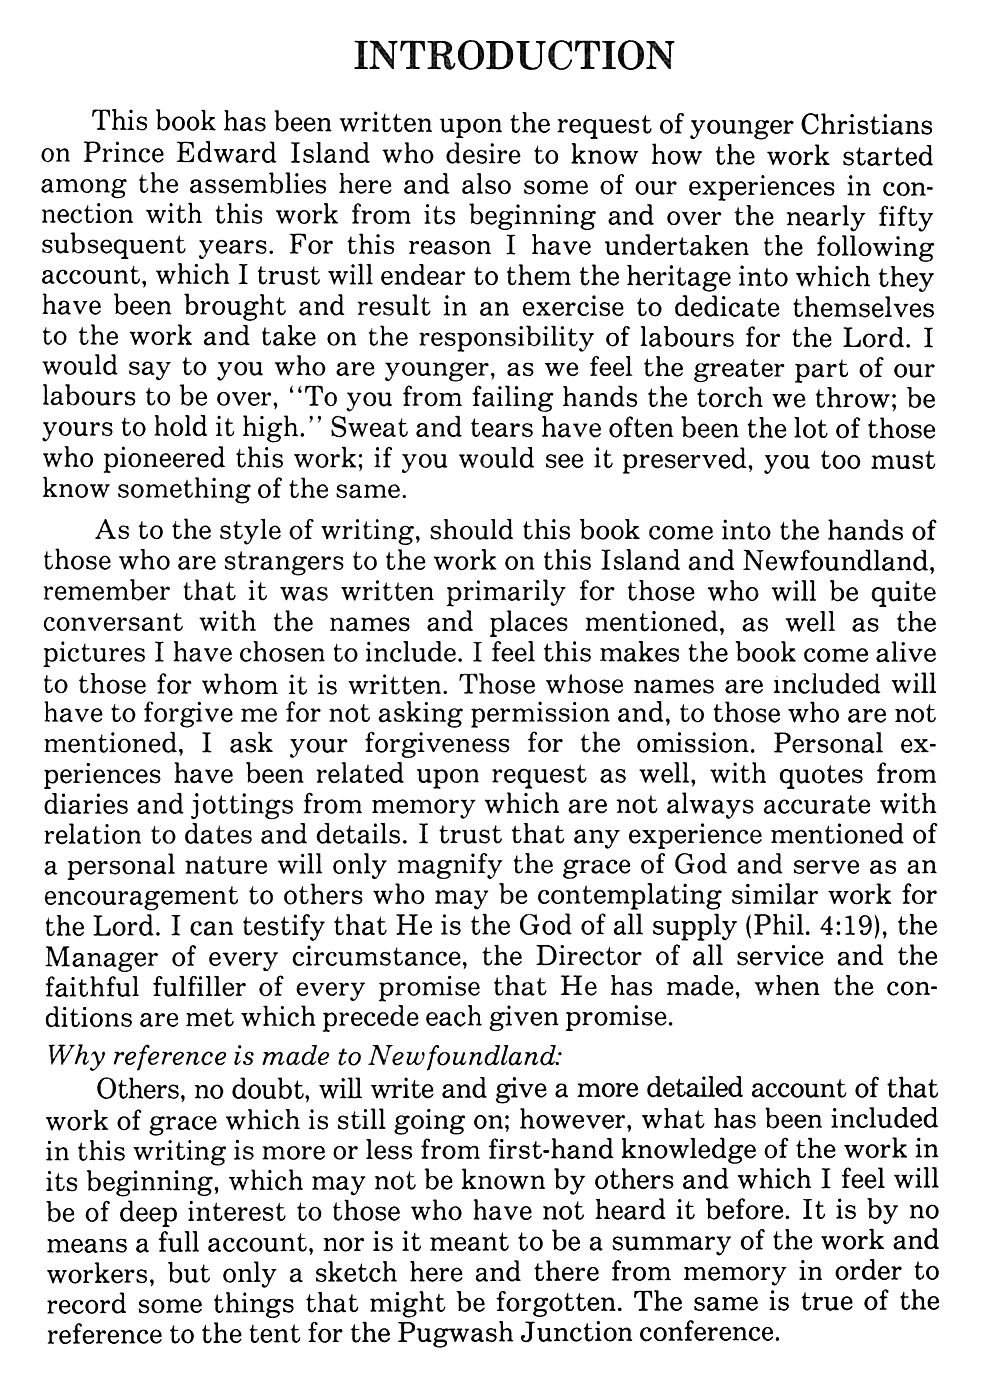 INTRODUCTION
This book has been written upon the request of younger Christians
on Prince Edward Island who desire to know how the work started
among the assemblies here and also some of our experiences in con-
nection with this work from its beginning and over the nearly fifty
subsequent years. For this reason I have undertaken the following
account, which I trust will endear to them the heritage into which they
have been brought and result in an exercise to dedicate themselves
to the work and take on the responsibility of labours for the Lord. I
would say to you who are younger, as we feel the greater part of our
labours to be over, “To you from failing hands the torch we throw; be
yours to hold it high.” Sweat and tears have often been the lot of those
who pioneered this work; if you would see it preserved, you too must
know something of the same.
As to the style of writing, should this book come into the hands of
those who are strangers to the work on this Island and Newfoundland,
remember that it was written primarily for those who will be quite
conversant with the names and places mentioned, as well as the
pictures I have chosen to include. I feel this makes the book come alive
to those for whom it is written. Those whose names are included will
have to forgive me for not asking permission and, to those who are not
mentioned, I ask your forgiveness for the omission. Personal ex-
periences have been related upon request as well, with quotes from
diaries and jottings from memory which are not always accurate with
relation to dates and details. I trust that any experience mentioned of
a personal nature will only magnify the grace of God and serve as an
encouragement to others who may be contemplating similar work for
the Lord. I can testify that He is the God of all supply (Phil. 4:19), the
Manager of every circumstance, the Director of all service and the
faithful fulfiller of every promise that He has made, when the con-
ditions are met which precede each given promise.
Why reference is made to Newfoundland:
Others, no doubt, will write and give a more detailed account of that
work of grace which is still going on; however, what has been included
in this writing is more or less from first-hand knowledge of the work in
its beginning, which may not be known by others and which I feel will
be of deep interest to those who have not heard it before. It is by no
means a full account, nor is it meant to be a summary of the work and
workers, but only a sketch here and there from memory in order to
record some things that might be forgotten. The same is true of the
reference to the tent for the Pugwash Junction conference.